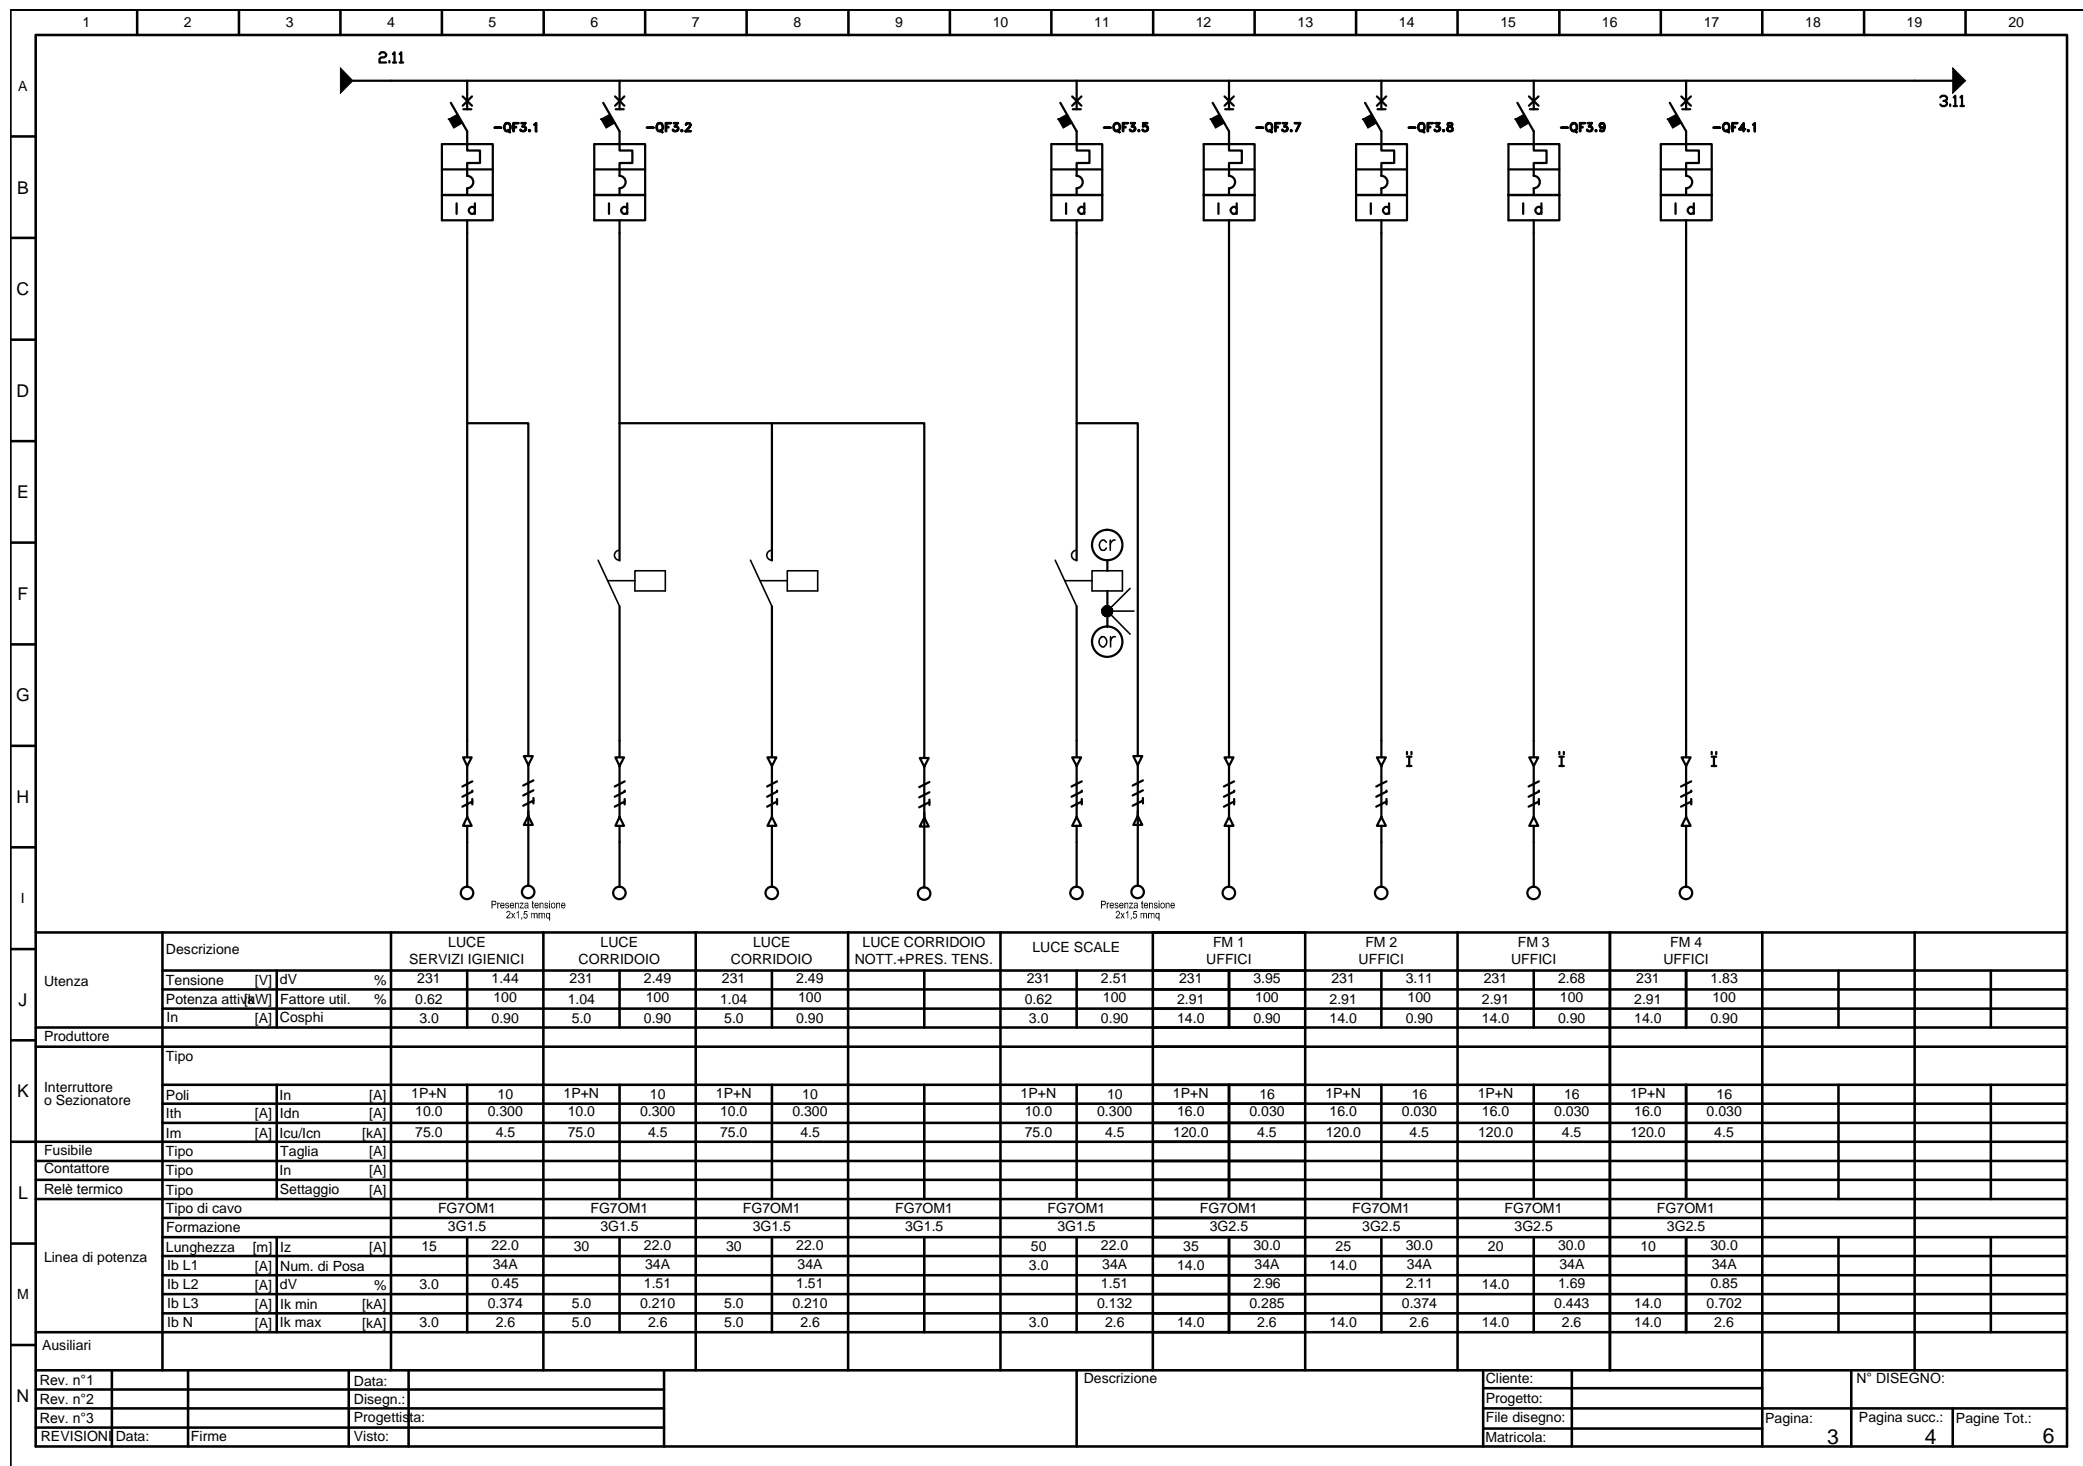 1 2 3 4 5 6 7 8 9 10 11 12 13 14 15 16 17 18 19 20
A
2.11
3.11
-QF3.1 -QF3.2 -QF3.5 -QF3.7 -QF3.8 -QF3.9 -QF4.1
B
I d I d I d I d I d I d I d
C
D
E
cr
F
or
G
Ï Ï Ï
H
I
Presenza tensione Presenza tensione
2x1,5 mmq 2x1,5 mmq
Descrizione LUCE LUCE LUCE LUCE CORRIDOIO LUCE SCALE FM 1 FM 2 FM 3 FM 4
SERVIZI IGIENICI CORRIDOIO CORRIDOIO NOTT.+PRES. TENS. UFFICI UFFICI UFFICI UFFICI
Utenza
Tensione [V] dV % 231 1.44 231 2.49 231 2.49 231 2.51 231 3.95 231 3.11 231 2.68 231 1.83
J
Potenza attiva [kW] Fattore util. % 0.62 100 1.04 100 1.04 100 0.62 100 2.91 100 2.91 100 2.91 100 2.91 100
In [A] Cosphi 3.0 0.90 5.0 0.90 5.0 0.90 3.0 0.90 14.0 0.90 14.0 0.90 14.0 0.90 14.0 0.90
Produttore
Tipo
K
Interruttore
o Sezionatore
Poli In [A] 1P+N 10 1P+N 10 1P+N 10 1P+N 10 1P+N 16 1P+N 16 1P+N 16 1P+N 16
Ith [A] Idn [A] 10.0 0.300 10.0 0.300 10.0 0.300 10.0 0.300 16.0 0.030 16.0 0.030 16.0 0.030 16.0 0.030
Im [A] Icu/Icn [kA] 75.0 4.5 75.0 4.5 75.0 4.5 75.0 4.5 120.0 4.5 120.0 4.5 120.0 4.5 120.0 4.5
Fusibile Tipo Taglia [A]
Contattore Tipo In [A]
L
Relè termico Tipo Settaggio [A]
Tipo di cavo FG7OM1 FG7OM1 FG7OM1 FG7OM1 FG7OM1 FG7OM1 FG7OM1 FG7OM1 FG7OM1
Formazione 3G1.5 3G1.5 3G1.5 3G1.5 3G1.5 3G2.5 3G2.5 3G2.5 3G2.5
Linea di potenza
Lunghezza [m] Iz [A] 15 22.0 30 22.0 30 22.0 50 22.0 35 30.0 25 30.0 20 30.0 10 30.0
Ib L1 [A] Num. di Posa 34A 34A 34A 3.0 34A 14.0 34A 14.0 34A 34A 34A
M
Ib L2 [A] dV % 3.0 0.45 1.51 1.51 1.51 2.96 2.11 14.0 1.69 0.85
Ib L3 [A] Ik min [kA] 0.374 5.0 0.210 5.0 0.210 0.132 0.285 0.374 0.443 14.0 0.702
Ib N [A] Ik max [kA] 3.0 2.6 5.0 2.6 5.0 2.6 3.0 2.6 14.0 2.6 14.0 2.6 14.0 2.6 14.0 2.6
Ausiliari
N
Rev. n°1 Data: Descrizione Cliente: N° DISEGNO:
Rev. n°2 Disegn.: Progetto:
Rev. n°3 Progettista: File disegno: Pagina: Pagina succ.: Pagine Tot.:
REVISIONI Data: Firme Visto: Matricola: 3 4 6